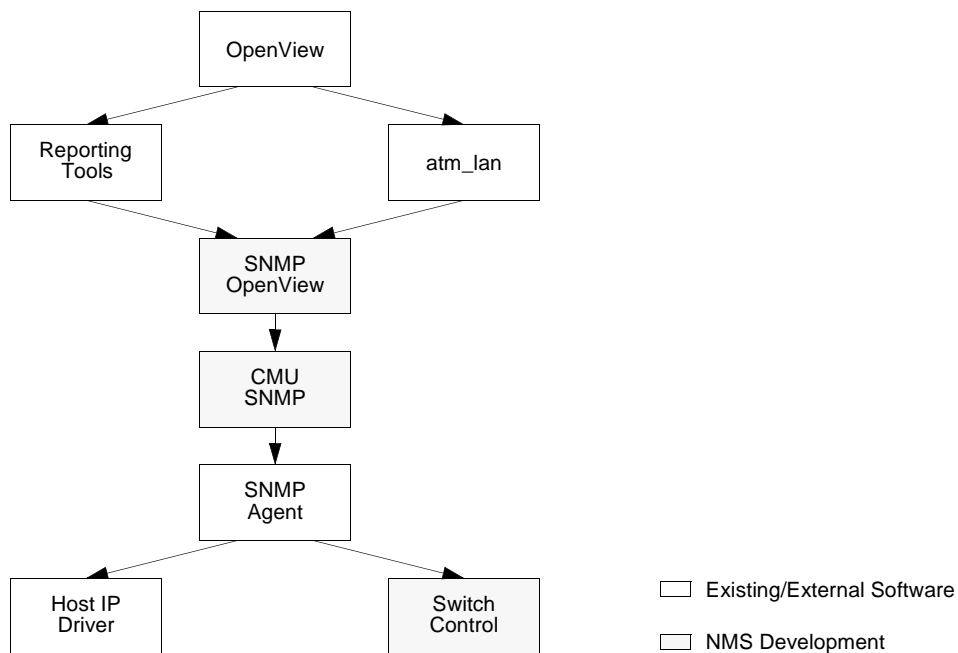 OpenView
Reporting
Tools
atm_lan
SNMP
OpenView
CMU
SNMP
SNMP
Agent
Host IP
Driver
Switch
Control
Existing/External Software
NMS Development